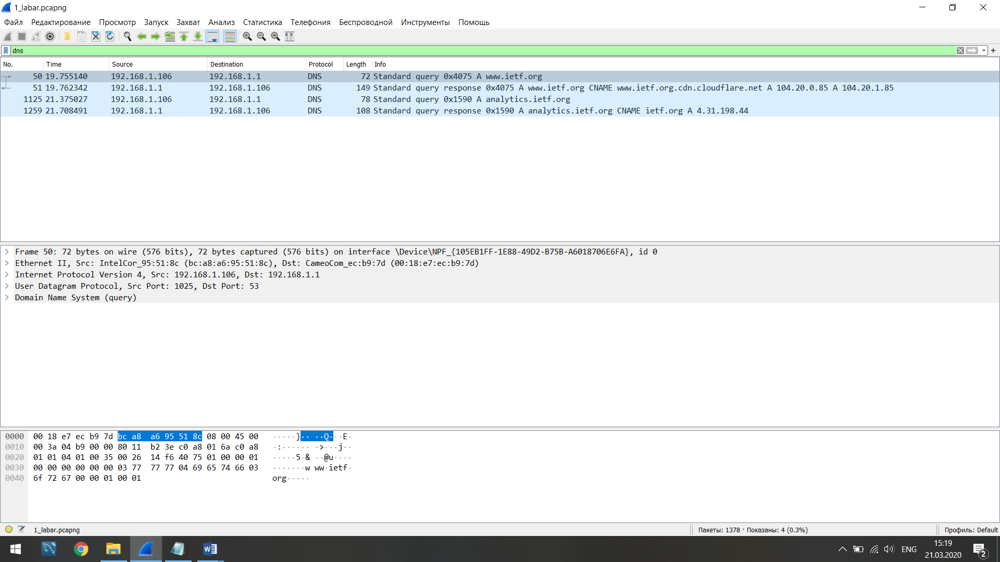 1_labar.pcapng
Файл Редактирование Просмотр Запуск Захват Анализ Статистика Телефония Беспроводной Инструменты Помощь
dns
No. Time Source Destination Protocol Length Info
50 19.755140 192.168.1.106 192.168.1.1 DNS 72 Standard query 0x4075 A www.ietf.org
51 19.762342 192.168.1.1 192.168.1.106 DNS 149 Standard query response 0x4075 A www.ietf.org CNAME www.ietf.org.cdn.cloudflare.net A 104.20.0.85 A 104.20.1.85
1125 21.375027 192.168.1.106 192.168.1.1 DNS 78 Standard query 0x1590 A analytics.ietf.org
1259 21.708491 192.168.1.1 192.168.1.106 DNS 108 Standard query response 0x1590 A analytics.ietf.org CNAME ietf.org A 4.31.198.44
Frame 50: 72 bytes on wire (576 bits), 72 bytes captured (576 bits) on interface \Device\NPF_{105EB1FF-1E88-49D2-B75B-A6018706E6FA}, id 0
Ethernet II, Src: IntelCor_95:51:8c (bc:a8:a6:95:51:8c), Dst: CameoCom_ec:b9:7d (00:18:e7:ec:b9:7d)
Internet Protocol Version 4, Src: 192.168.1.106, Dst: 192.168.1.1
User Datagram Protocol, Src Port: 1025, Dst Port: 53
Domain Name System (query)
0000 00 18 e7 ec b9 7d bc a8 a6 95 51 8c 08 00 45 00 ·····}·· ··Q···E·
0010 00 3a 04 b9 00 00 80 11 b2 3e c0 a8 01 6a c0 a8 ·:······ ·>···j··
0020 01 01 04 01 00 35 00 26 14 f6 40 75 01 00 00 01 ·····5·& ··@u····
0030 00 00 00 00 00 00 03 77 77 77 04 69 65 74 66 03 ·······w ww·ietf·
0040 6f 72 67 00 00 01 00 01 org·····
1_labar.pcapng Пакеты: 1378 · Показаны: 4 (0.3%) Профиль: Default
W ENG 15:19
21.03.2020 2